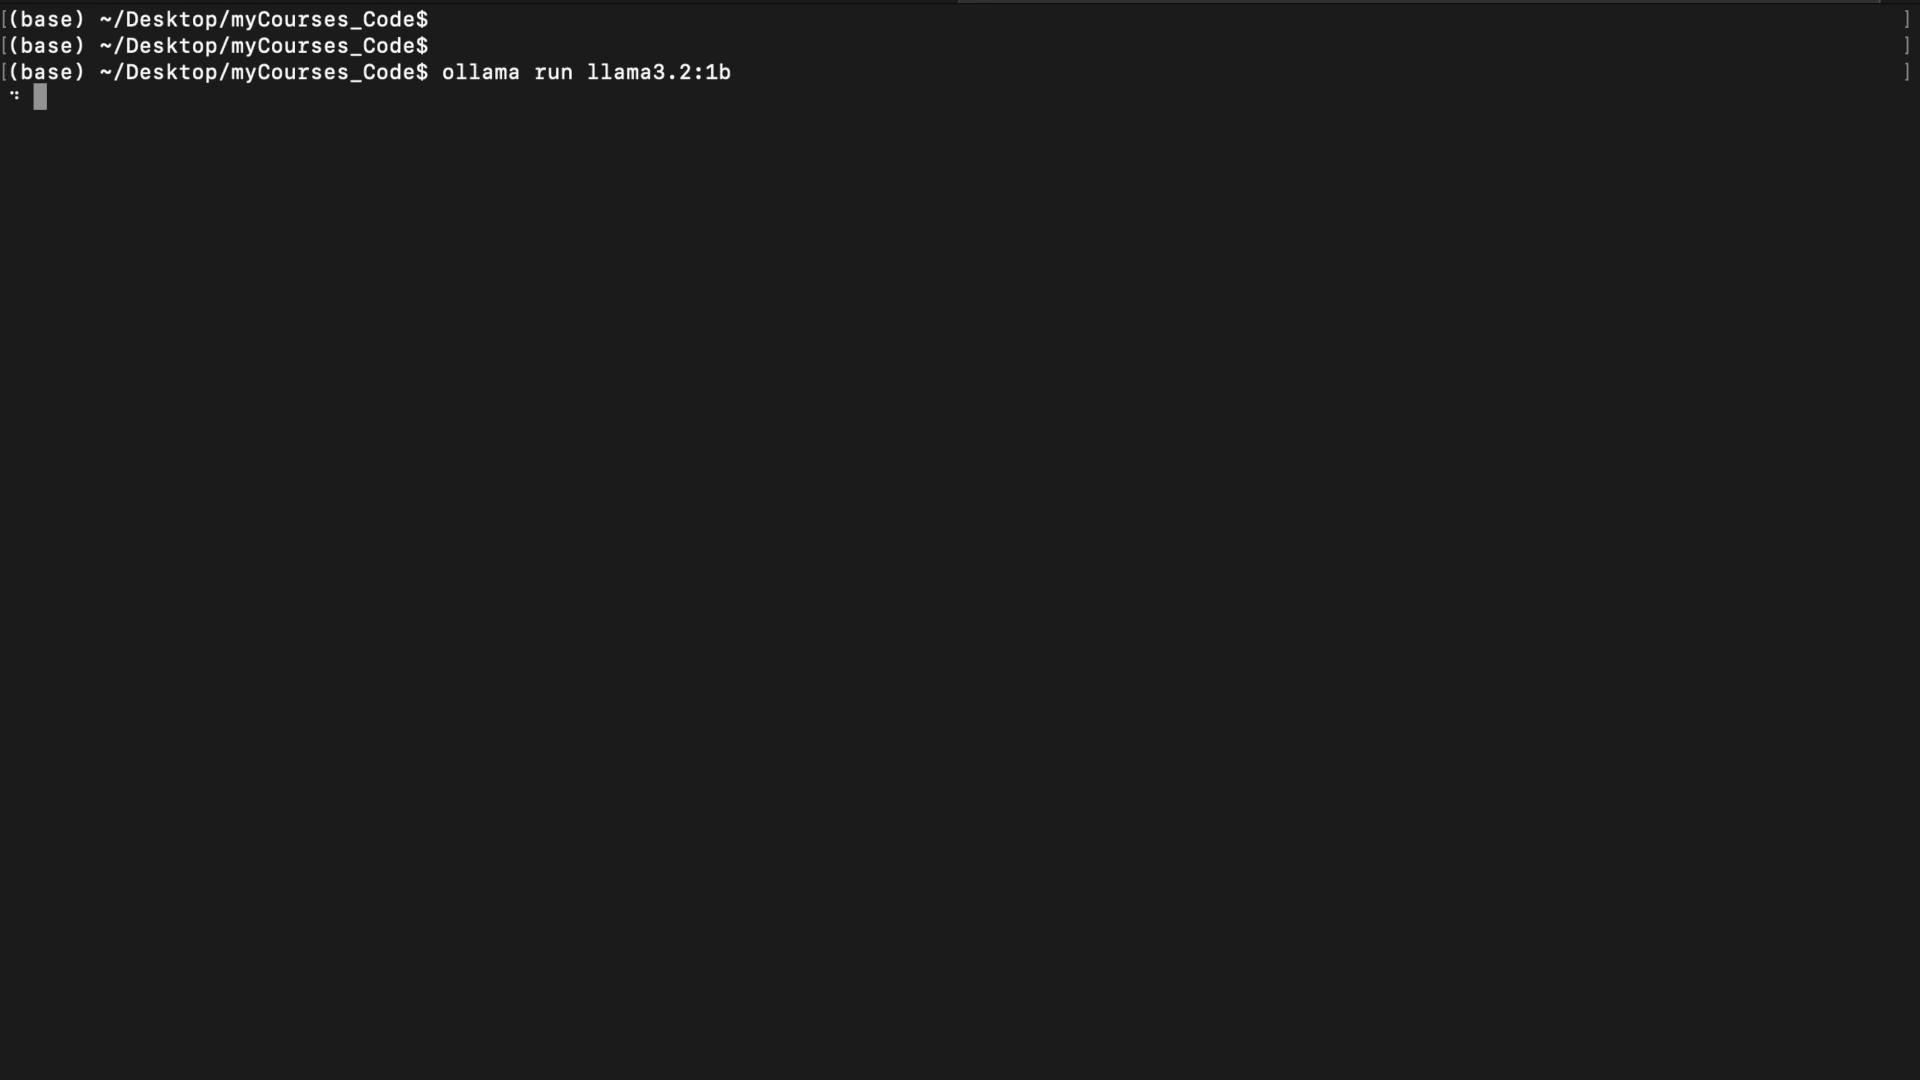 [(base) ~/Desktop/myCourses_Code$ ]
[(base) ~/Desktop/myCourses_Code$ ]
[(base) ~/Desktop/myCourses_Code$ ollama run llama3.2:1b ]